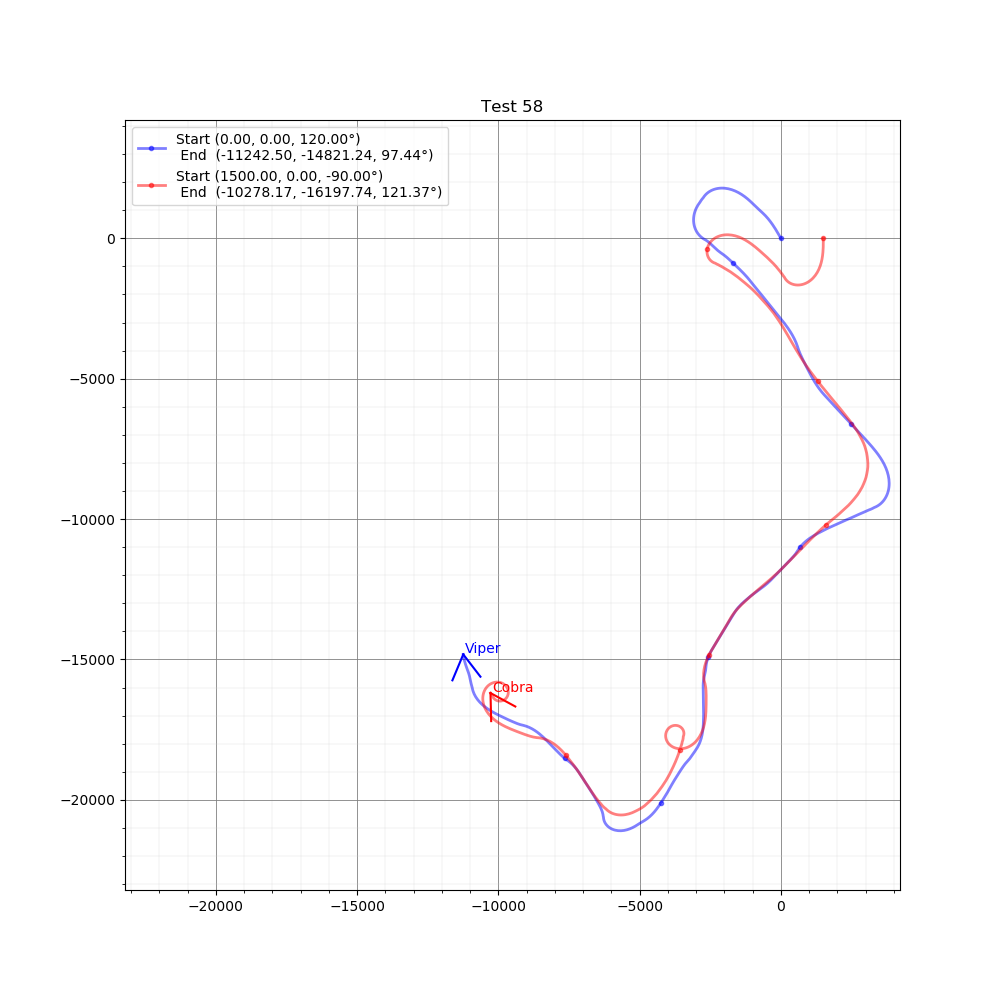 Test 58
Start (0.00, 0.00, 120.00°)
End (-11242.50, -14821.24, 97.44°)
Start (1500.00, 0.00, -90.00°)
End (-10278.17, -16197.74, 121.37°)
0
−5000
−10000
−15000
−20000
Viper
Cobra
−20000
−15000
−10000
−5000
0